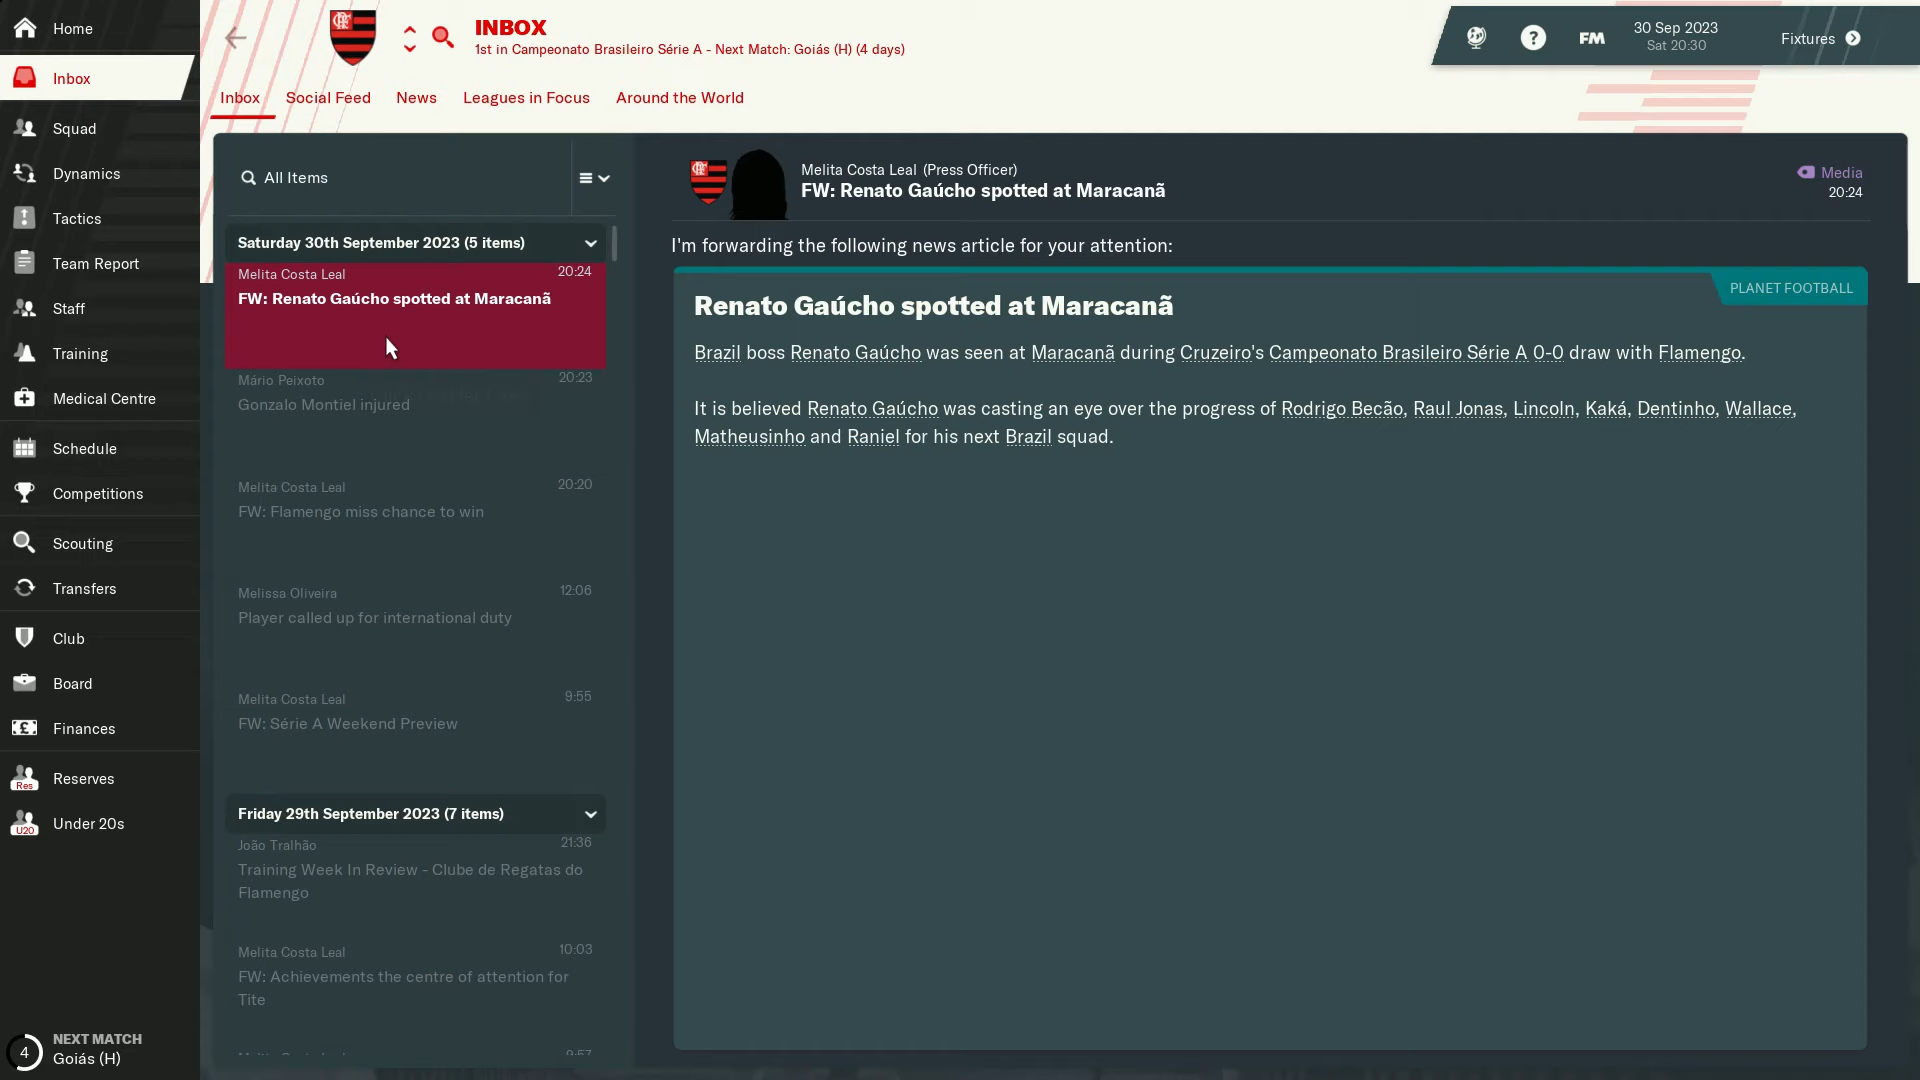 Home
Inbox
Squad
Dynamics
Tactics
Team Report
Staff
Training
Medical Centre
Schedule
Competitions
Scouting
Transfers
Club
Board
Finances
Res
Reserves
U20
Under 20s
4
NEXT MATCH
Goiás (H)
INBOX
1st in Campeonato Brasileiro Série A - Next Match: Goiás (H) (4 days)
?
FM
30 Sep 2023
Sat 20:30
Fixtures
Inbox
Social Feed
News
Leagues in Focus
Around the World
All Items
Saturday 30th September 2023 (5 items)
Melita Costa Leal
20:24
FW: Renato Gaúcho spotted at Maracanã
Mário Peixoto
20:23
Gonzalo Montiel injured
Melita Costa Leal
20:20
FW: Flamengo miss chance to win
Melissa Oliveira
12:06
Player called up for international duty
Melita Costa Leal
9:55
FW: Série A Weekend Preview
Friday 29th September 2023 (7 items)
João Tralhão
21:36
Training Week In Review - Clube de Regatas do
Flamengo
Melita Costa Leal
10:03
FW: Achievements the centre of attention for
Tite
Melita Costa Leal (Press Officer)
FW: Renato Gaúcho spotted at Maracanã
Media
20:24
I'm forwarding the following news article for your attention:
PLANET FOOTBALL
Renato Gaúcho spotted at Maracanã
Brazil boss Renato Gaúcho was seen at Maracanã during Cruzeiro's Campeonato Brasileiro Série A 0-0 draw with Flamengo.
It is believed Renato Gaúcho was casting an eye over the progress of Rodrigo Becão, Raul Jonas, Lincoln, Kaká, Dentinho, Wallace,
Matheusinho and Raniel for his next Brazil squad.